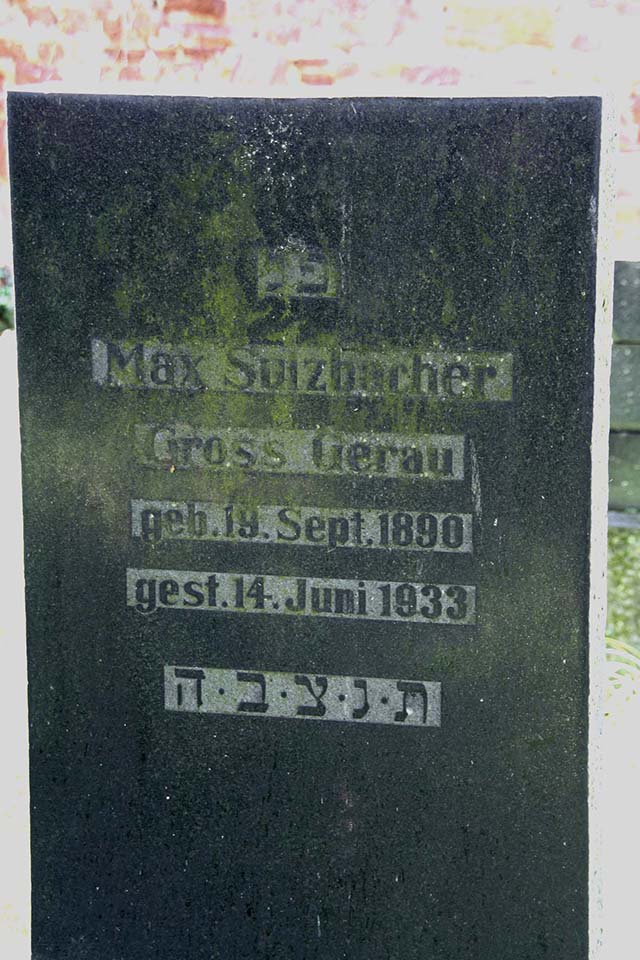 פ.נ.
Max Sulzbacher
Gross Gerau
geb. 19. Sept. 1890
gest. 14. Juni 1933
ת·נ·צ·ב·ה